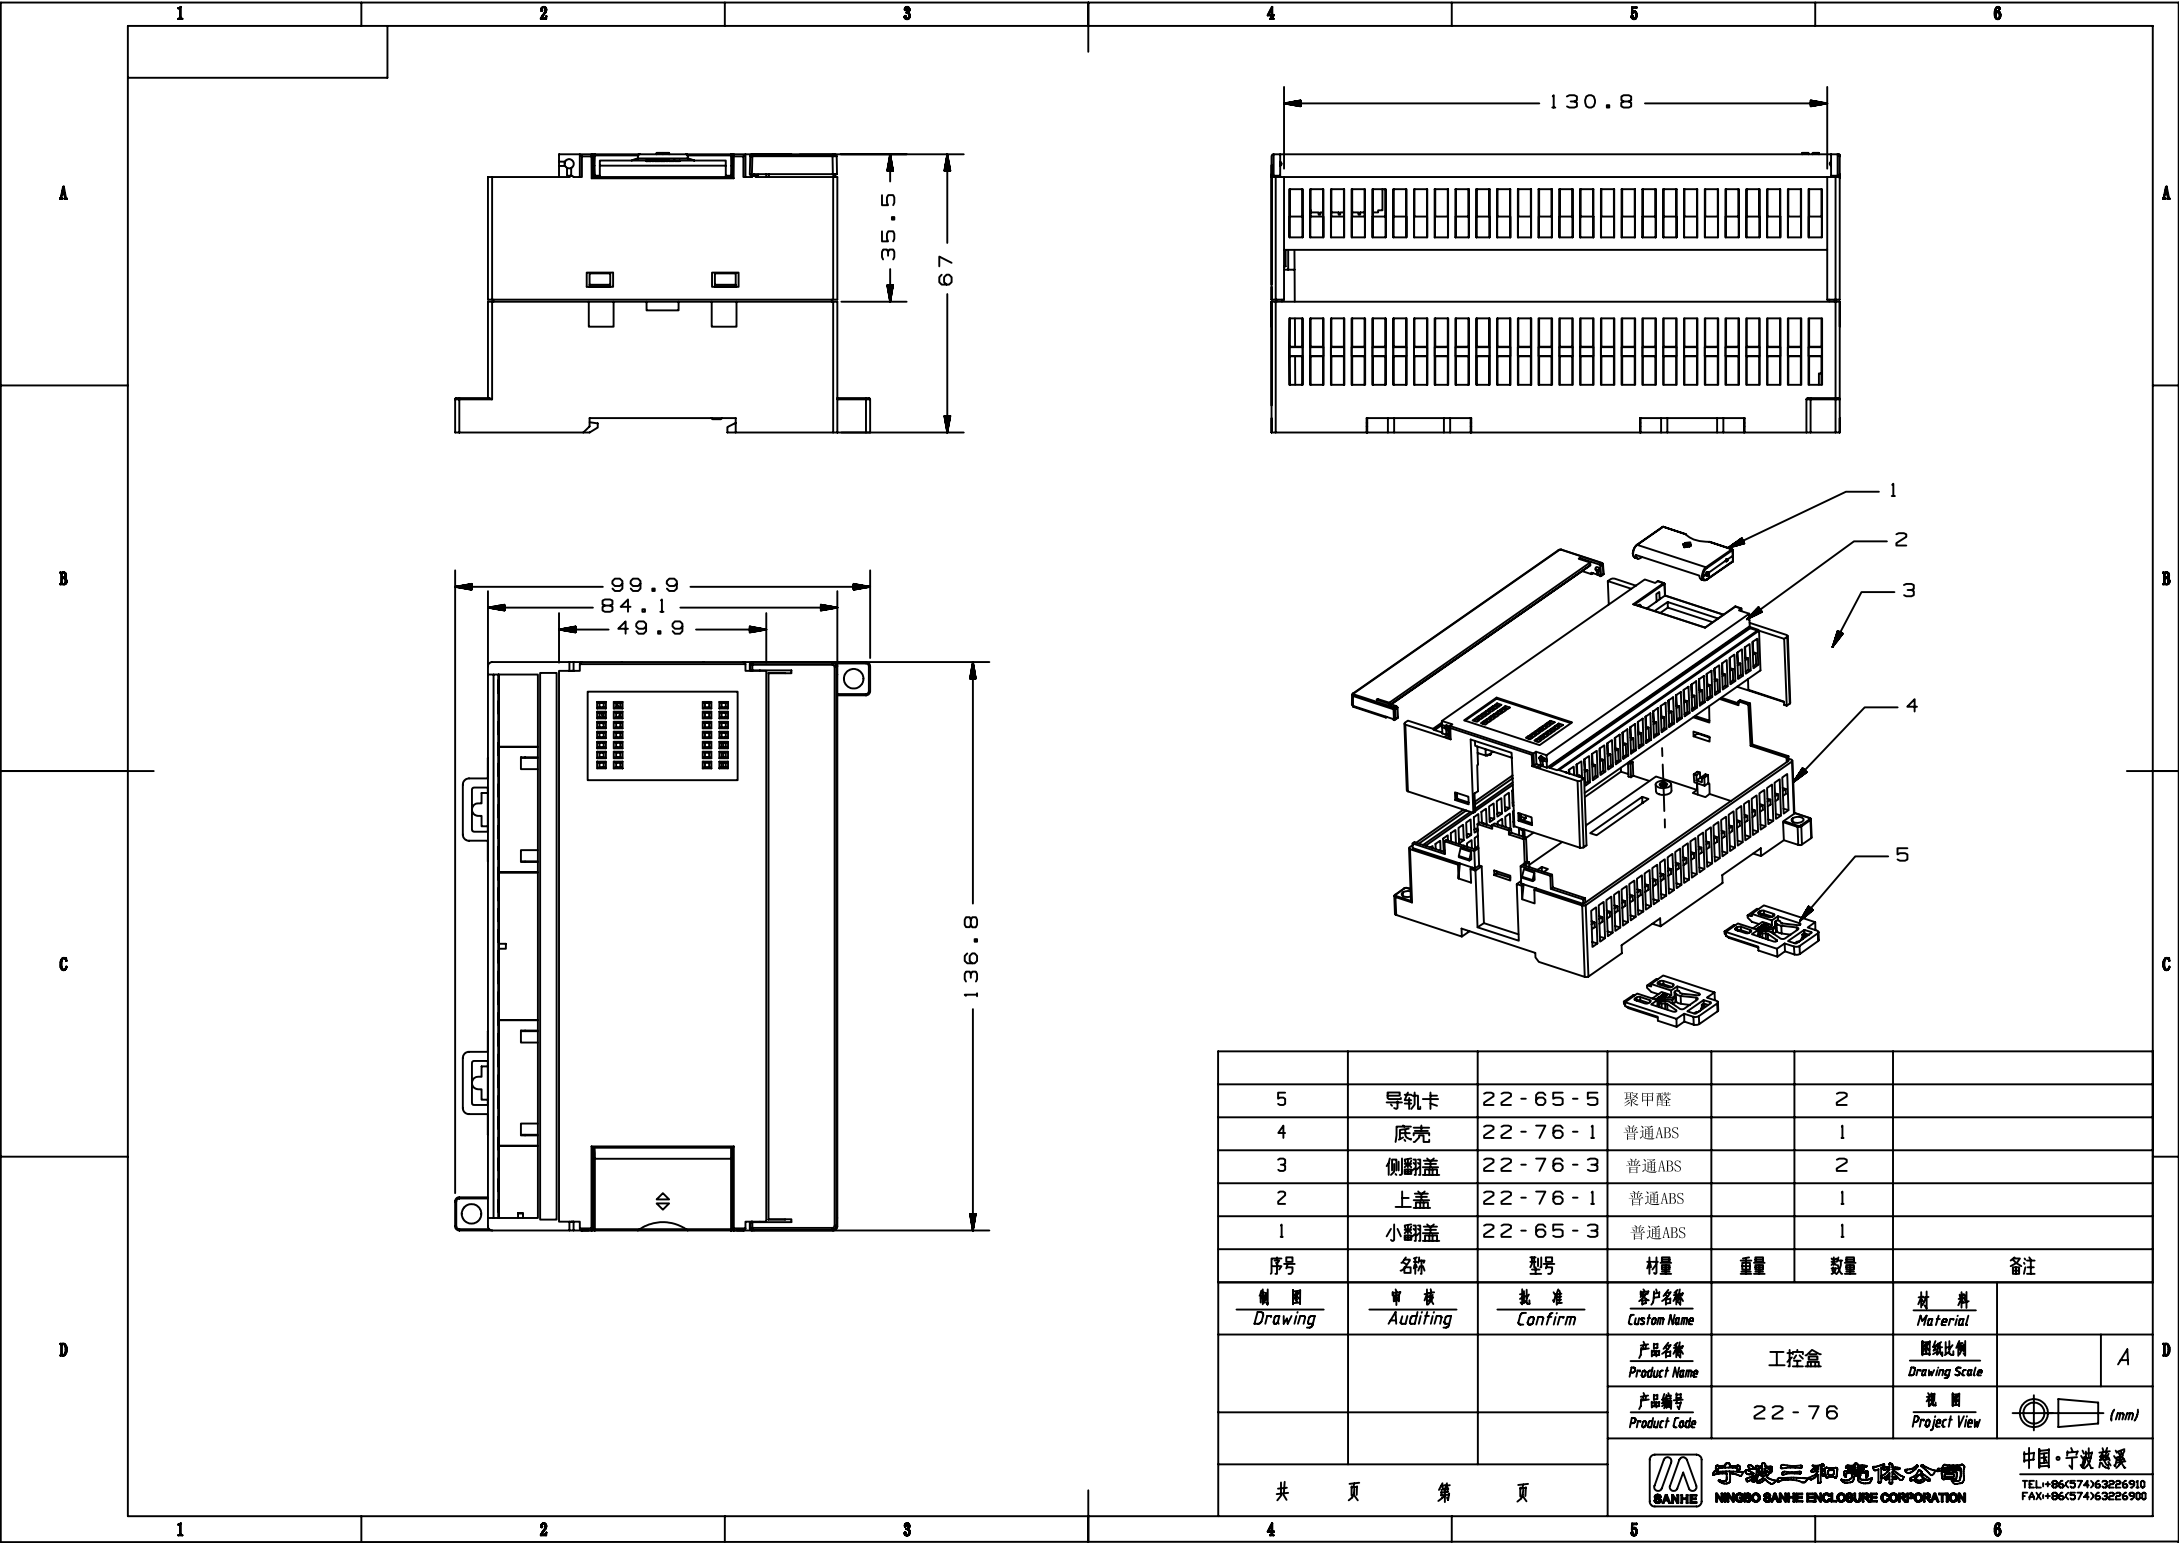 1 2 3 4 5 6
A
A
130.8
35.5
67
B
B
1
2
3
4
5
99.9
84.1
49.9
136.8
C
C
5 导轨卡 22-65-5 聚甲醛 2
4 底壳 22-76-1 普通ABS 1
3 侧翻盖 22-76-3 普通ABS 2
2 上盖 22-76-1 普通ABS 1
1 小翻盖 22-65-3 普通ABS 1
序号 名称 型号 材量 重量 数量 备注
制 图 审 核 批 准 客户名称 材 料
Drawing Auditing Confirm Custom Name Material
产品名称 工控盒 图纸比例 A
Product Name Drawing Scale
产品编号 22-76 视 图
Product Code Project View (mm)
D
D
共 页 第 页
SANHE
宁波三和壳体公司
NINGBO SANHE ENCLOSURE CORPORATION
中国·宁波慈溪
TEL:+86(574)63226910
FAX:+86(574)63226900
1 2 3 4 5 6